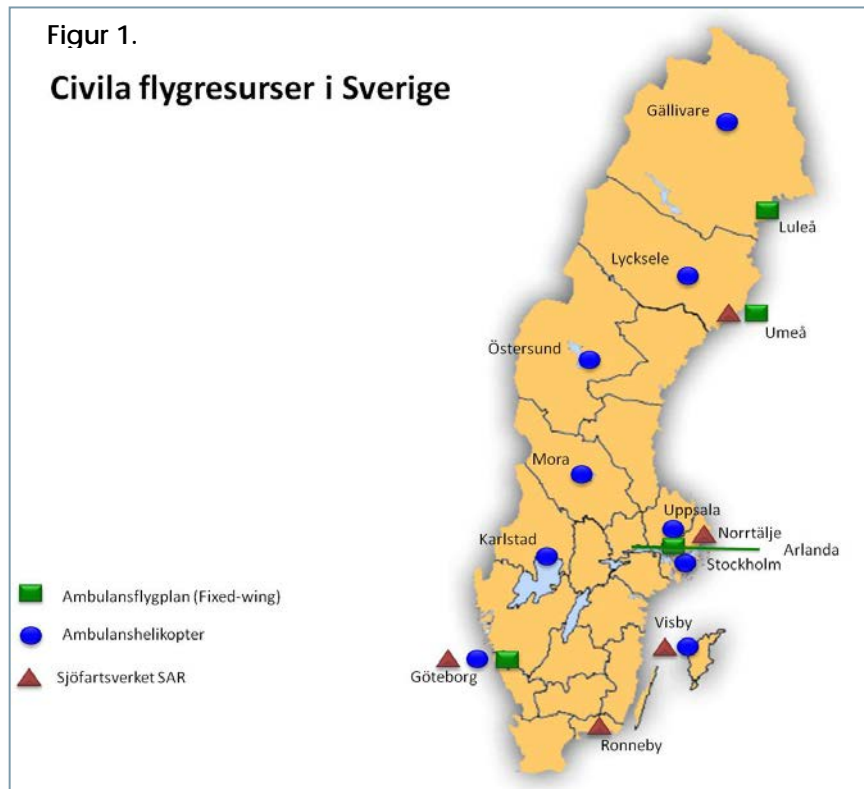 Figur 1.
Civila flygresurser i Sverige
Gällivare
Luleå
Lycksele
Umeå
Östersund
Mora
Uppsala
Norrtälje
Karlstad
Arlanda
Stockholm
Ambulansflygplan (Fixed-wing)
Visby
Ambulanshelikopter
Göteborg
Sjöfartsverket SAR
Ronneby